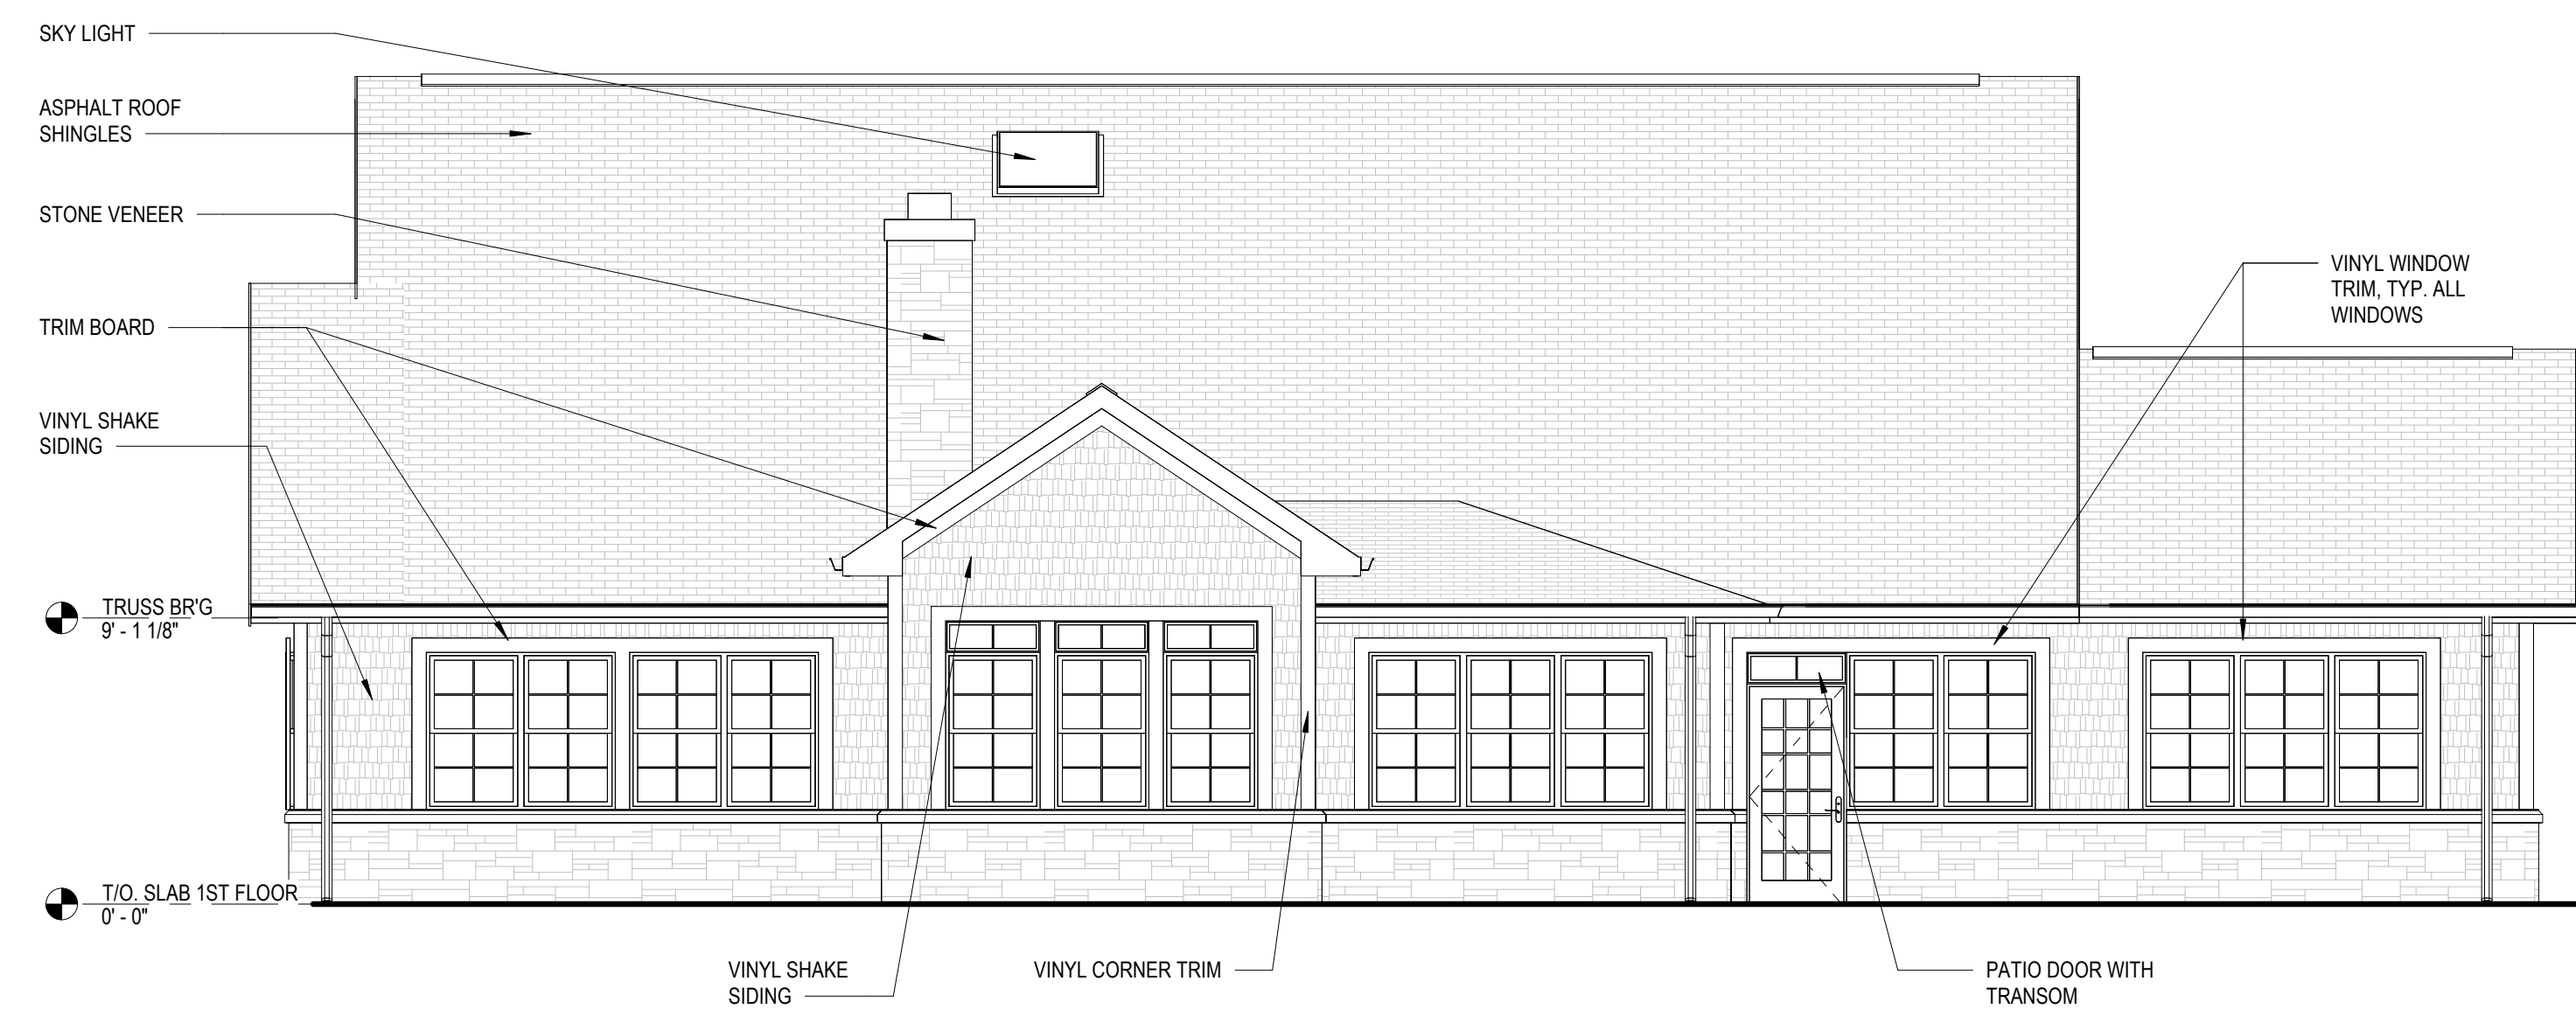 SKY LIGHT
ASPHALT ROOF
SHINGLES
STONE VENEER
TRIM BOARD
VINYL SHAKE
SIDING
VINYL WINDOW
TRIM, TYP. ALL
WINDOWS
TRUSS BR'G
9' - 1 1/8"
T/O. SLAB 1ST FLOOR
0' - 0"
VINYL SHAKE
SIDING
VINYL CORNER TRIM
PATIO DOOR WITH
TRANSOM